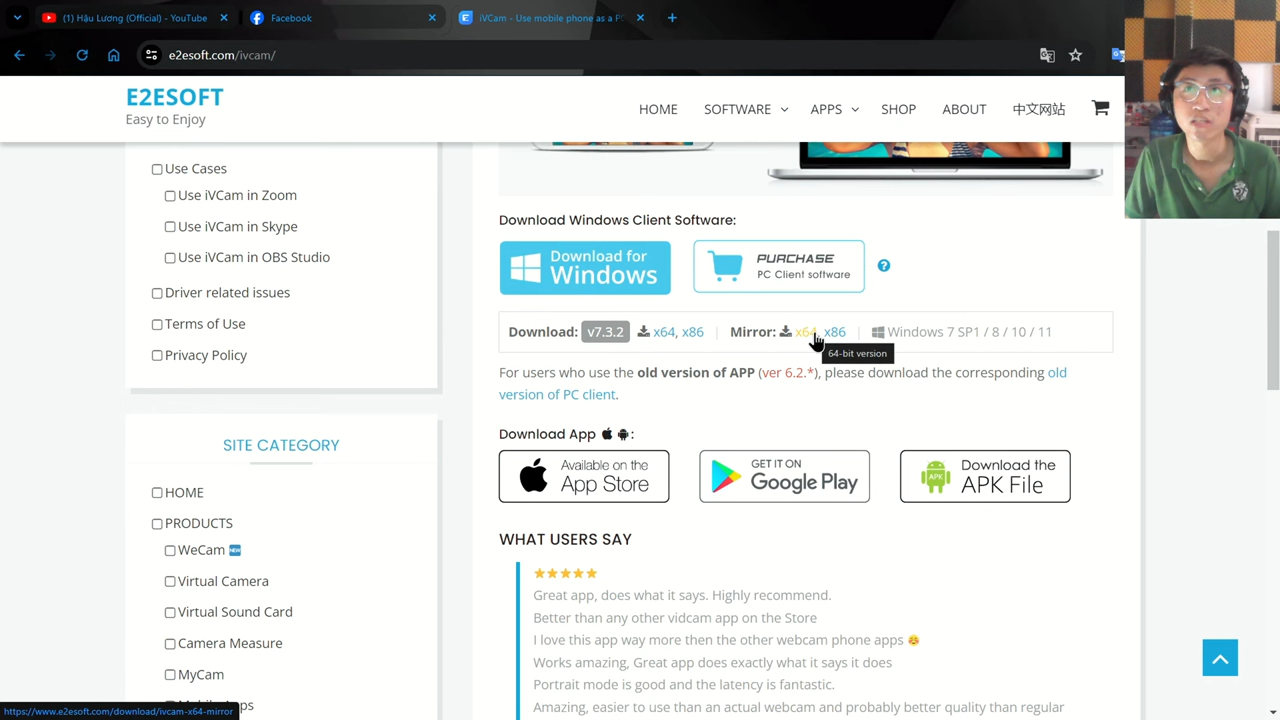 (1) Hậu Lương (Official) - YouTube
Facebook
iVCam - Use mobile phone as a PC
e2esoft.com/ivcam/
E2ESOFT
Easy to Enjoy
HOME
SOFTWARE
APPS
SHOP
ABOUT
中文网站
Use Cases
Use iVCam in Zoom
Use iVCam in Skype
Use iVCam in OBS Studio
Driver related issues
Terms of Use
Privacy Policy
SITE CATEGORY
HOME
PRODUCTS
WeCam NEW
Virtual Camera
Virtual Sound Card
Camera Measure
MyCam
Mobile Apps
https://www.e2esoft.com/download/ivcam-x64-mirror
Download Windows Client Software:
Download for
Windows
PURCHASE
PC Client software
?
Download: v7.3.2 x64, x86 | Mirror: x64, x86 | Windows 7 SP1 / 8 / 10 / 11
64-bit version
For users who use the old version of APP (ver 6.2.*), please download the corresponding old
version of PC client.
Download App :
Available on the
App Store
GET IT ON
Google Play
APK
Download the
APK File
WHAT USERS SAY
Great app, does what it says. Highly recommend.
Better than any other vidcam app on the Store
I love this app way more then the other webcam phone apps
Works amazing, Great app does exactly what it says it does
Portrait mode is good and the latency is fantastic.
Amazing, easier to use than an actual webcam and probably better quality than regular